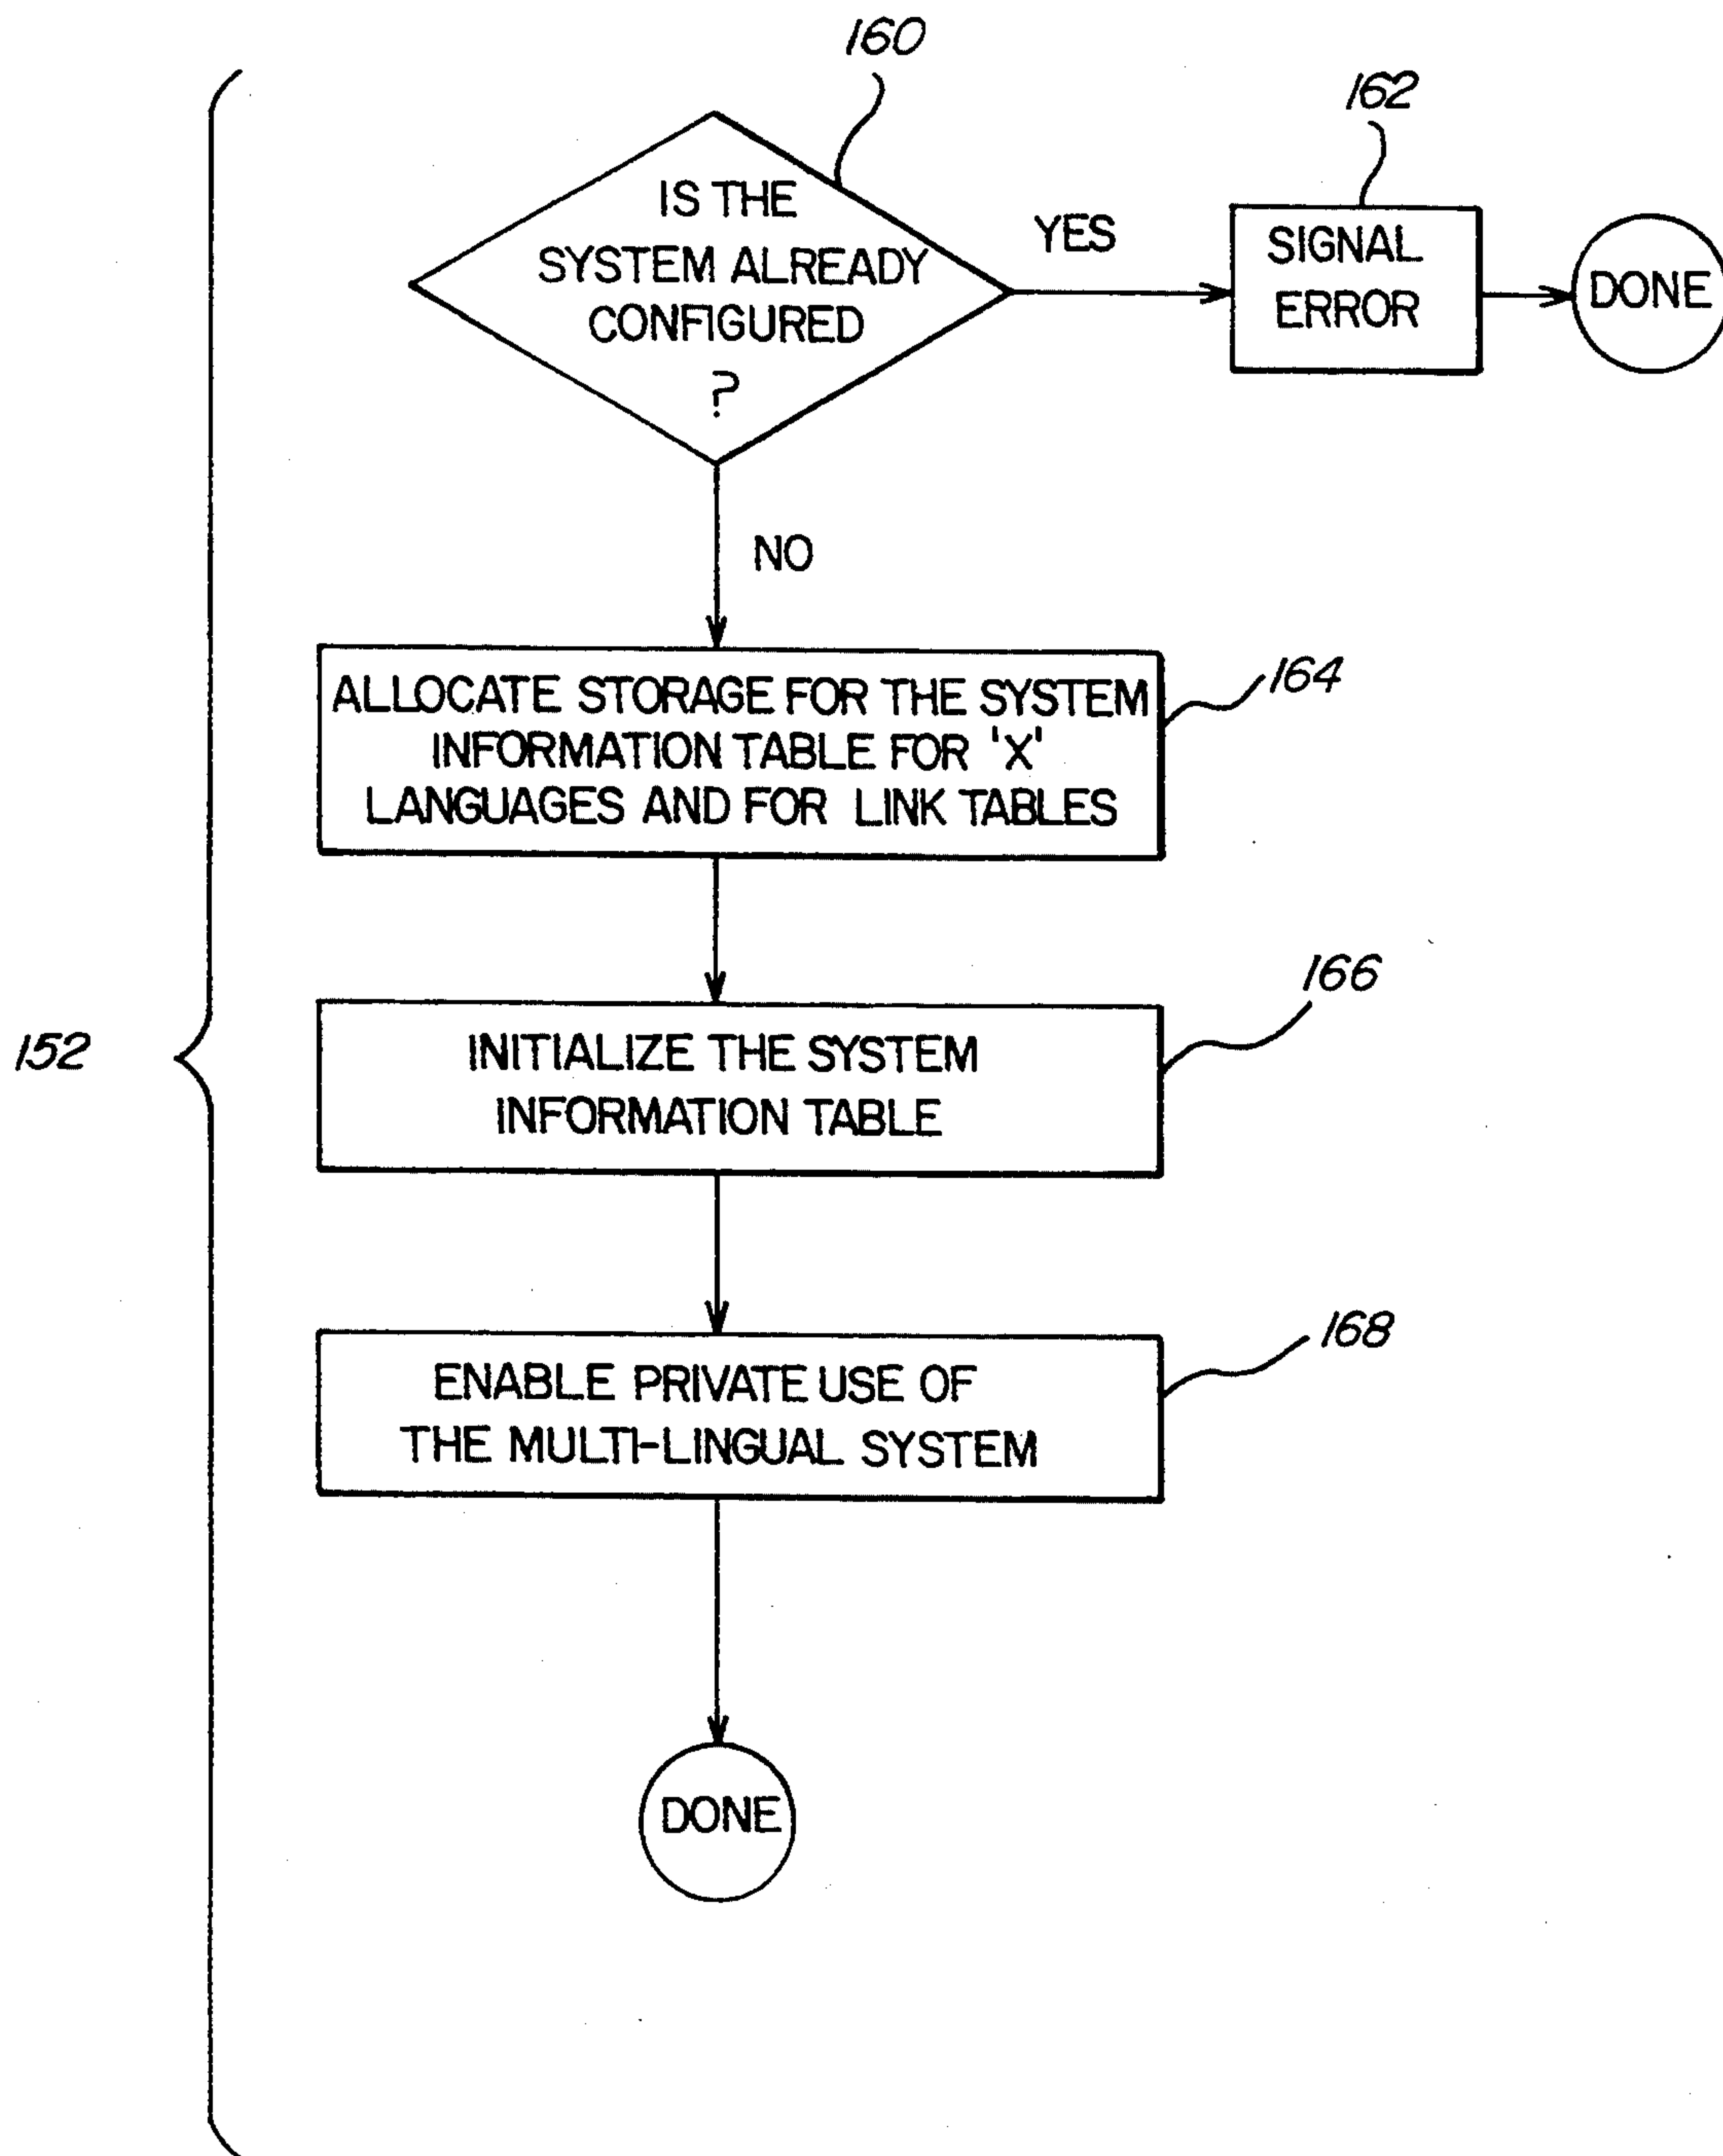 160
162
IS THE
SYSTEM ALREADY
CONFIGURED
?
YES
SIGNAL
ERROR
DONE
NO
164
ALLOCATE STORAGE FOR THE SYSTEM
INFORMATION TABLE FOR 'X'
LANGUAGES AND FOR LINK TABLES
166
152
INITIALIZE THE SYSTEM
INFORMATION TABLE
168
ENABLE PRIVATE USE OF
THE MULTI-LINGUAL SYSTEM
DONE